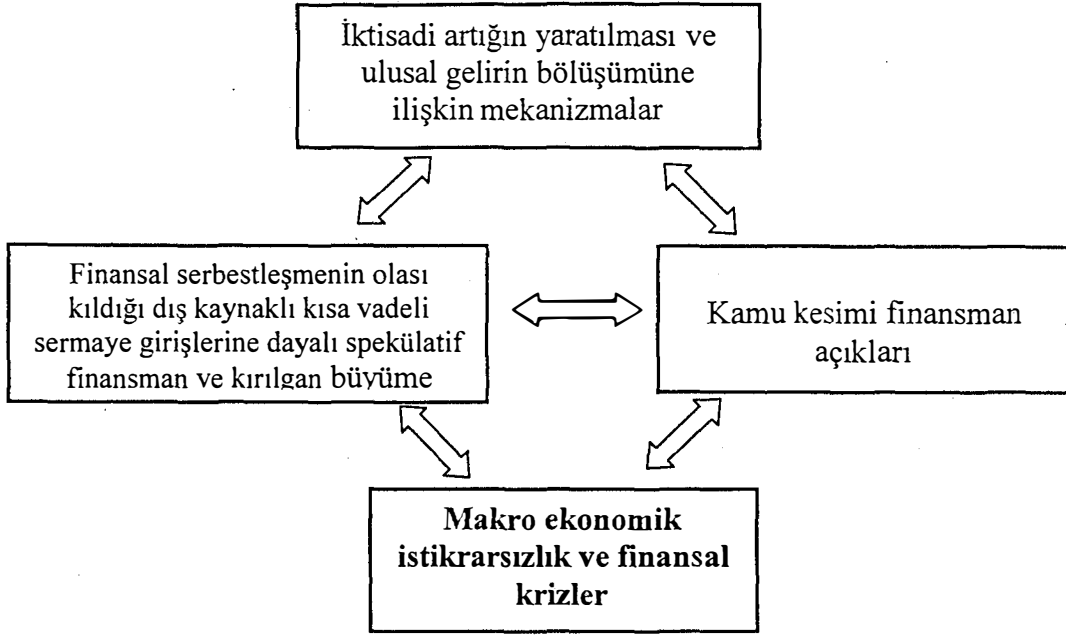 İktisadi artığın yaratılması ve
ulusal gelirin bölüşümüne
ilişkin mekanizmalar
Finansal serbestleşmenin olası
kıldığı dış kaynaklı kısa vadeli
sermaye girişlerine dayalı spekülatif
finansman ve kırılgan büyüme
Kamu kesimi finansman
açıkları
Makro ekonomik
istikrarsızlık ve finansal
krizler